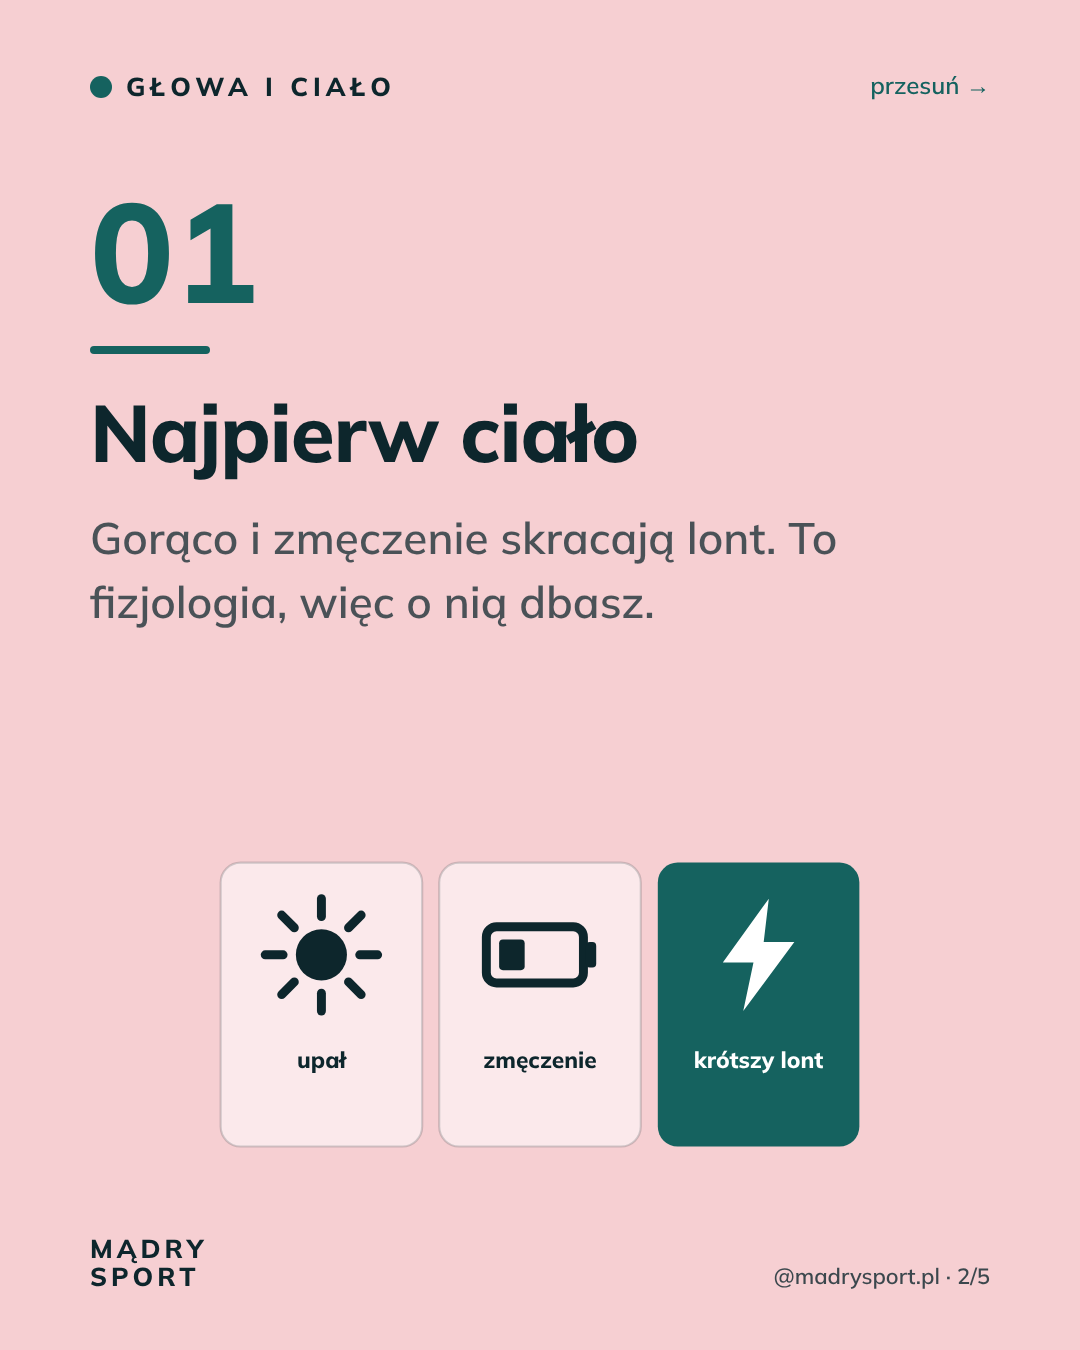 GŁOWA I CIAŁO
przesuń →
01
Najpierw ciało
Gorąco i zmęczenie skracają lont. To
fizjologia, więc o nią dbasz.
upał
zmęczenie
krótszy lont
MĄDRY
SPORT
@madrysport.pl · 2/5